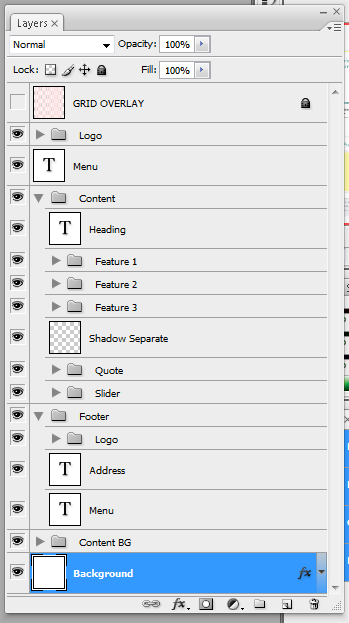 Layers ×
Normal Opacity: 100%
Lock: Fill: 100%
GRID OVERLAY
Logo
T Menu
Content
T Heading
Feature 1
Feature 2
Feature 3
Shadow Separate
Quote
Slider
Footer
Logo
T Address
T Menu
Content BG
Background fx
fx.